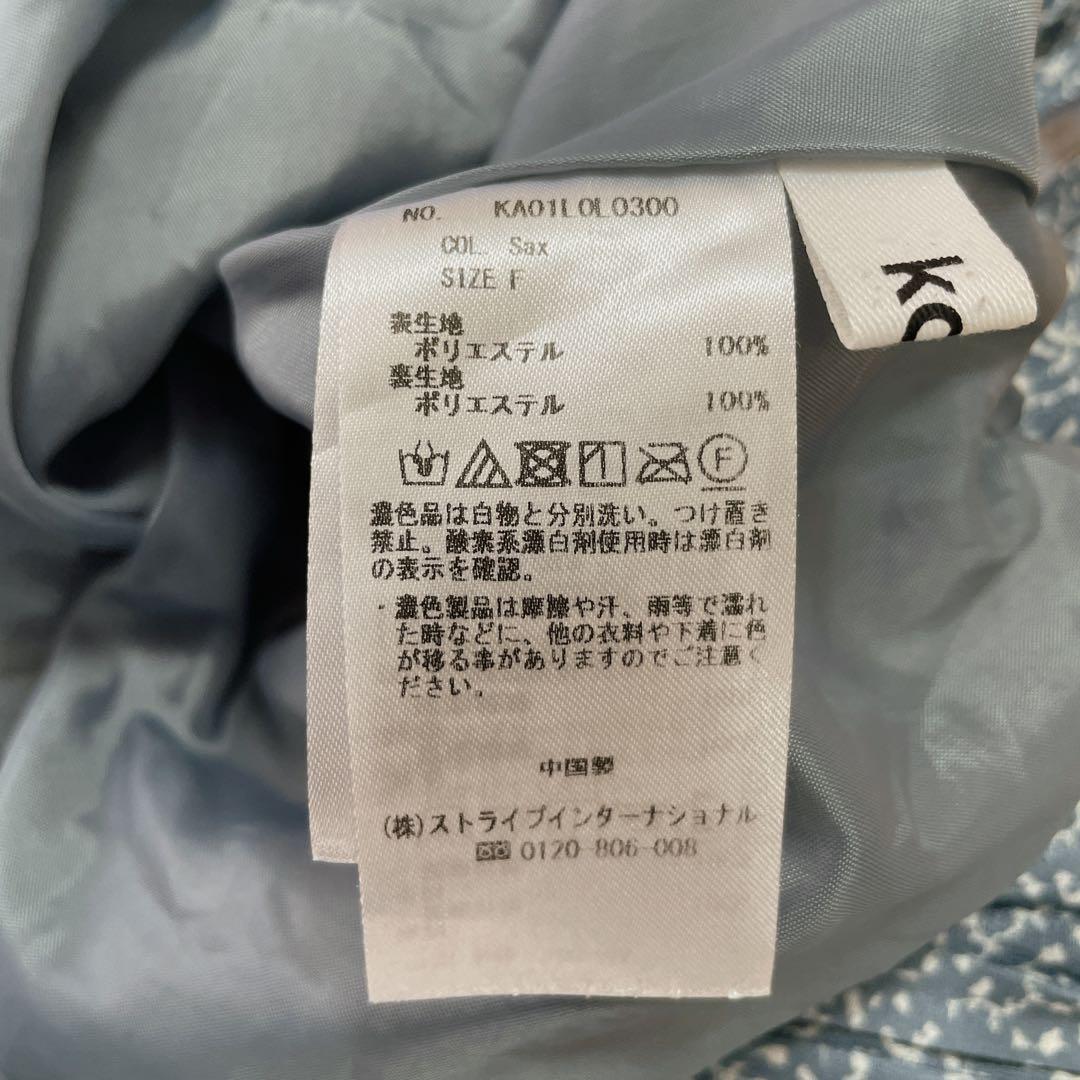 NO. KA01L0L0300
COL. Sax
SIZE F
表生地
ポリエステル 100%
裏生地
ポリエステル 100%
F
濃色品は白物と分別洗い。つけ置き
禁止。酸素系漂白剤使用時は漂白剤
の表示を確認。
・濃色製品は摩擦や汗、雨等で濡れ
た時などに、他の衣料や下着に色
が移る事がありますのでご注意く
ださい。
中国製
(株)ストライプインターナショナル
0120-806-008